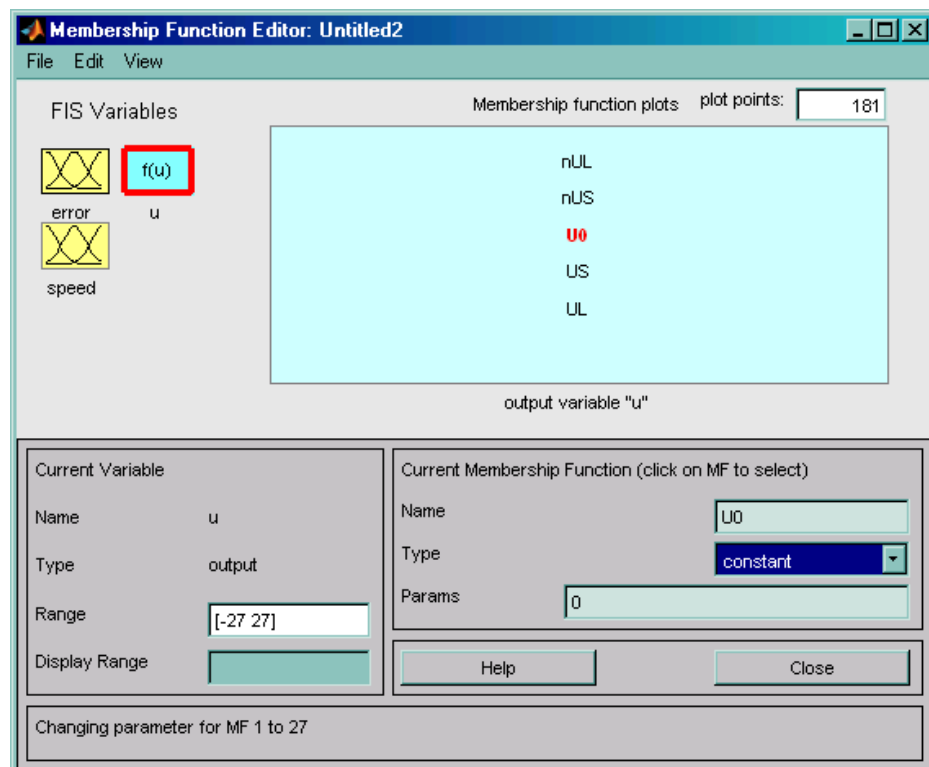 Membership Function Editor: Untitled2
File Edit View
FIS Variables
Membership function plots plot points: 181
f(u)
error u
speed
nUL
nUS
U0
US
UL
output variable "u"
Current Variable
Name u
Type output
Range [-27 27]
Display Range
Current Membership Function (click on MF to select)
Name U0
Type constant
Params 0
Help Close
Changing parameter for MF 1 to 27